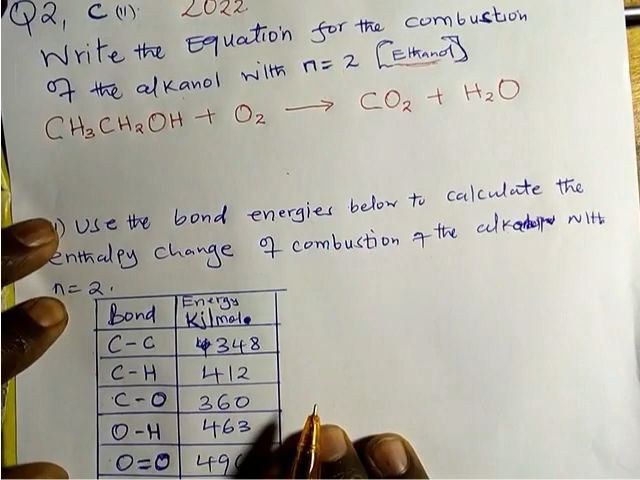 Q2, C (ii). 2022
Write the Equation for the combustion
of the alkanol with n=2 [Ethanol]
CH₃CH₂OH + O₂ → CO₂ + H₂O
i) Use the bond energies below to calculate the
enthalpy change of combustion of the with
n=2.
Bond Energy KJ/mol.
C-C 348
C-H 412
C-O 360
O-H 463
O=O